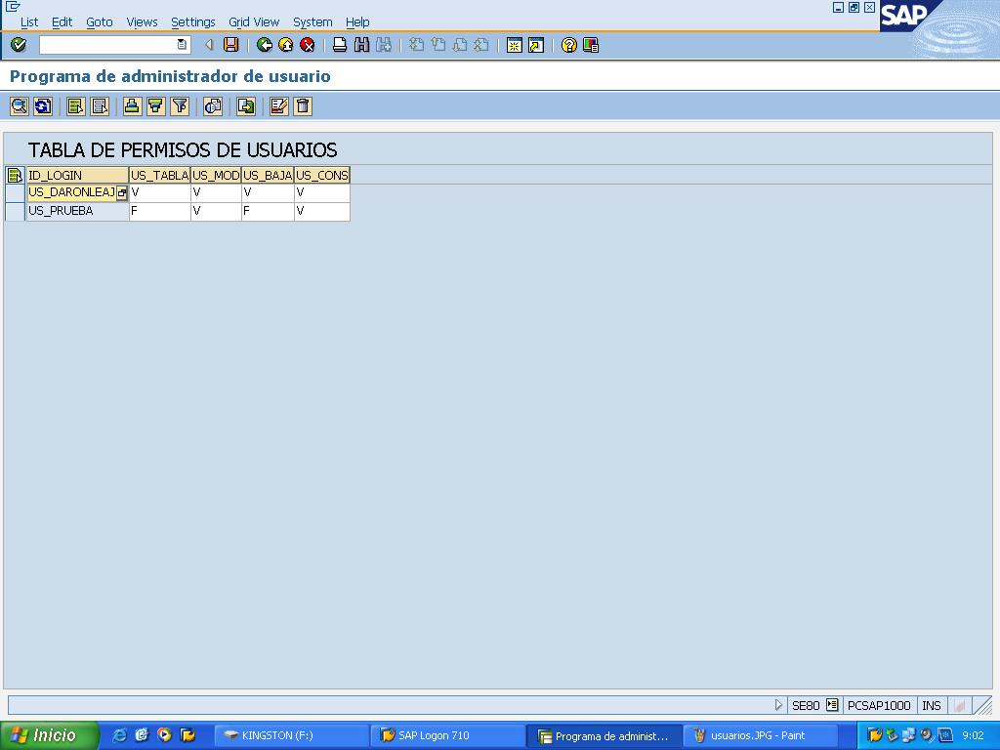 List Edit Goto Views Settings Grid View System Help
SAP
Programa de administrador de usuario
TABLA DE PERMISOS DE USUARIOS
ID_LOGIN US_TABLA US_MOD US_BAJA US_CONS
US_DARONLEAJ V V V V
US_PRUEBA F V F V
SE80 PCSAP1000 INS
Inicio KINGSTON (F:) SAP Logon 710 Programa de administ... usuarios.JPG - Paint 9:02